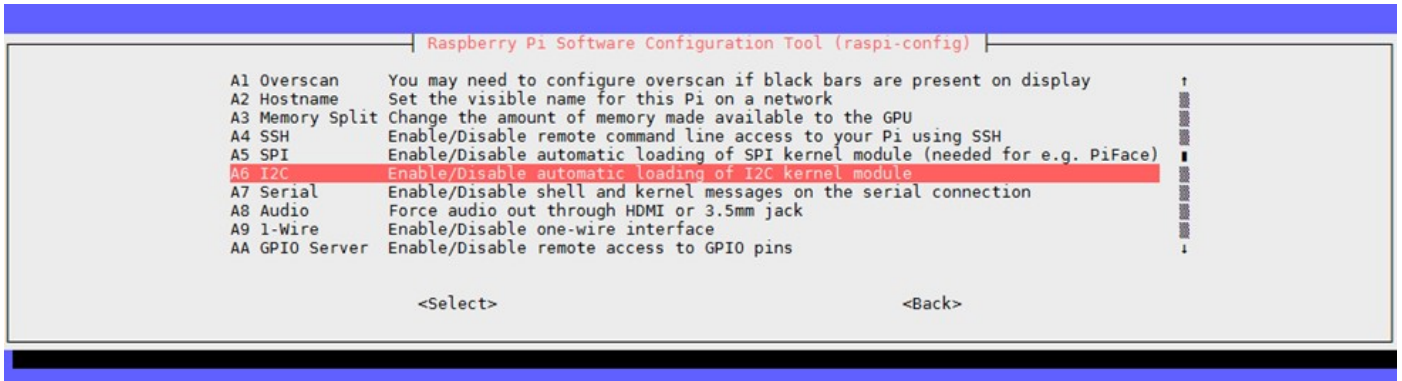 Raspberry Pi Software Configuration Tool (raspi-config)
A1 Overscan You may need to configure overscan if black bars are present on display
A2 Hostname Set the visible name for this Pi on a network
A3 Memory Split Change the amount of memory made available to the GPU
A4 SSH Enable/Disable remote command line access to your Pi using SSH
A5 SPI Enable/Disable automatic loading of SPI kernel module (needed for e.g. PiFace)
A6 I2C Enable/Disable automatic loading of I2C kernel module
A7 Serial Enable/Disable shell and kernel messages on the serial connection
A8 Audio Force audio out through HDMI or 3.5mm jack
A9 1-Wire Enable/Disable one-wire interface
AA GPIO Server Enable/Disable remote access to GPIO pins
<Select> <Back>